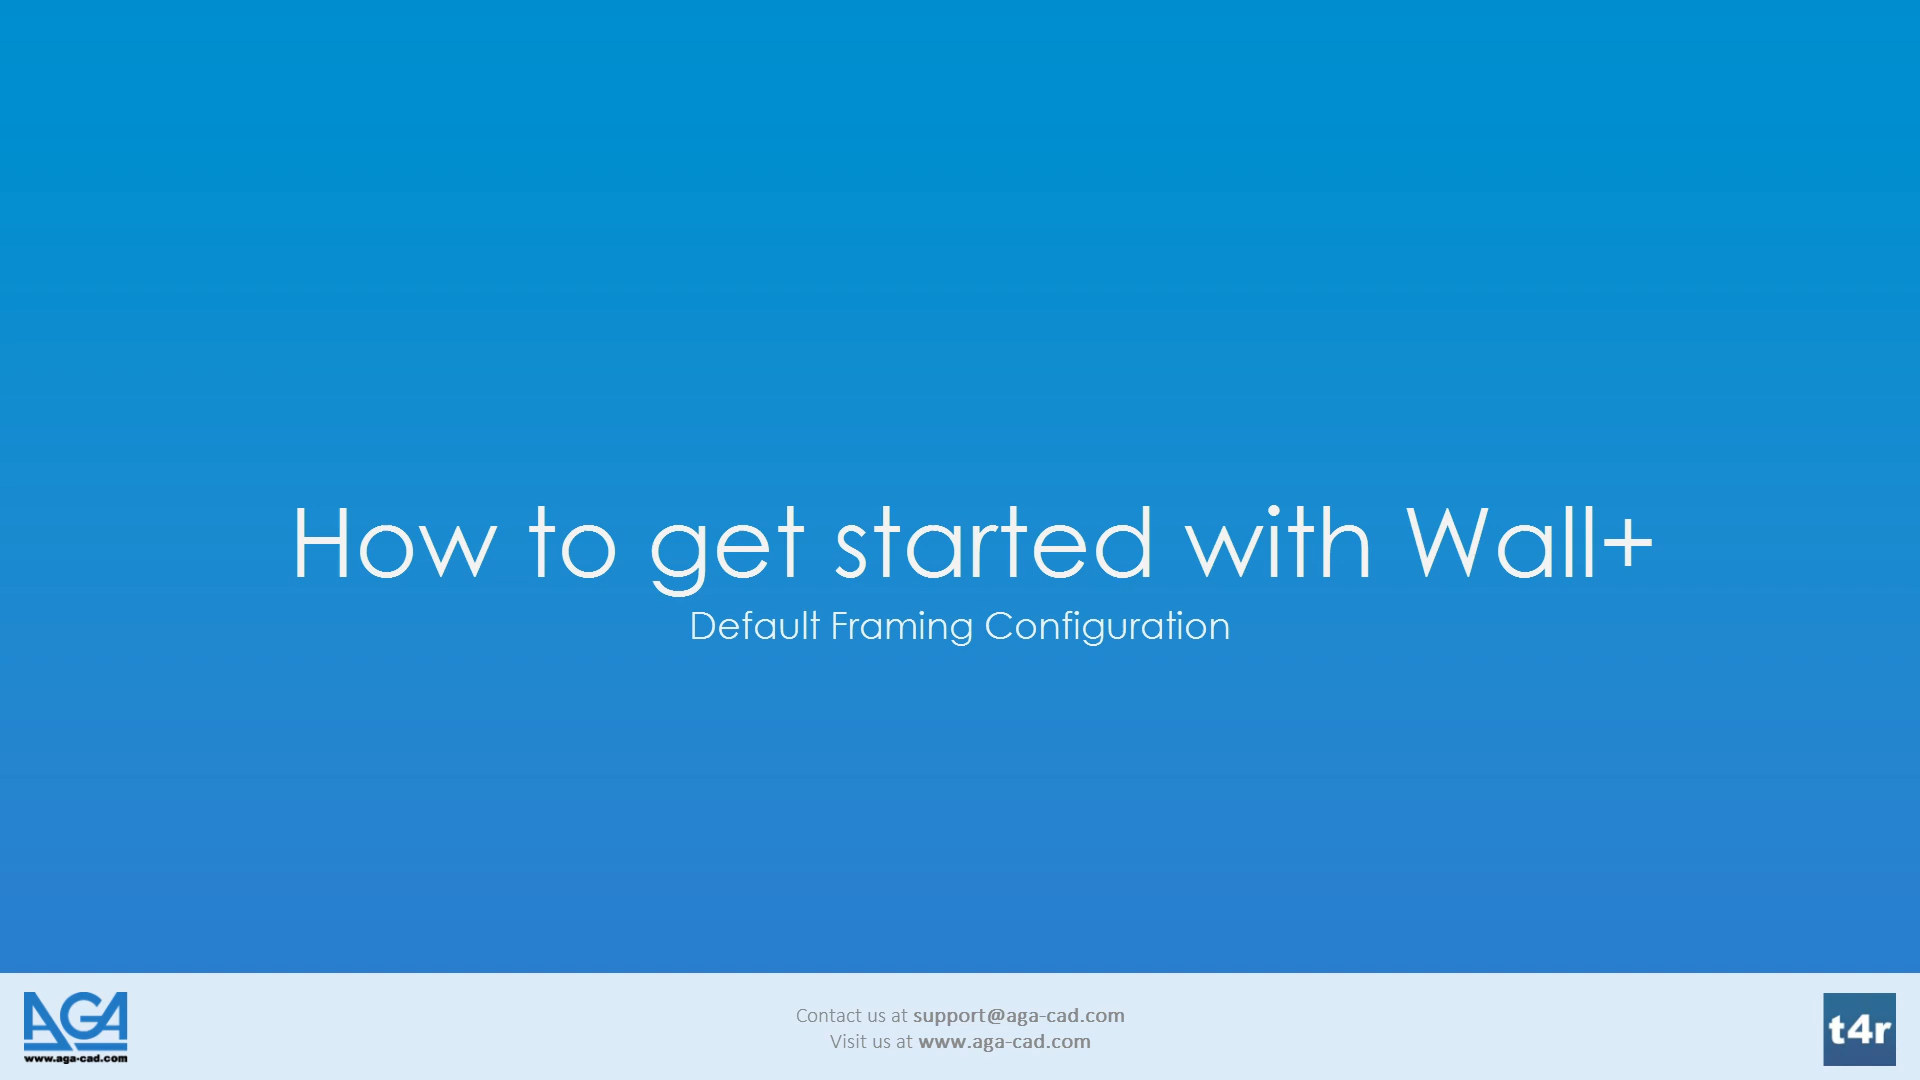 How to get started with Wall+
Default Framing Configuration
AGA
www.aga-cad.com
Contact us at support@aga-cad.com
Visit us at www.aga-cad.com
t4r